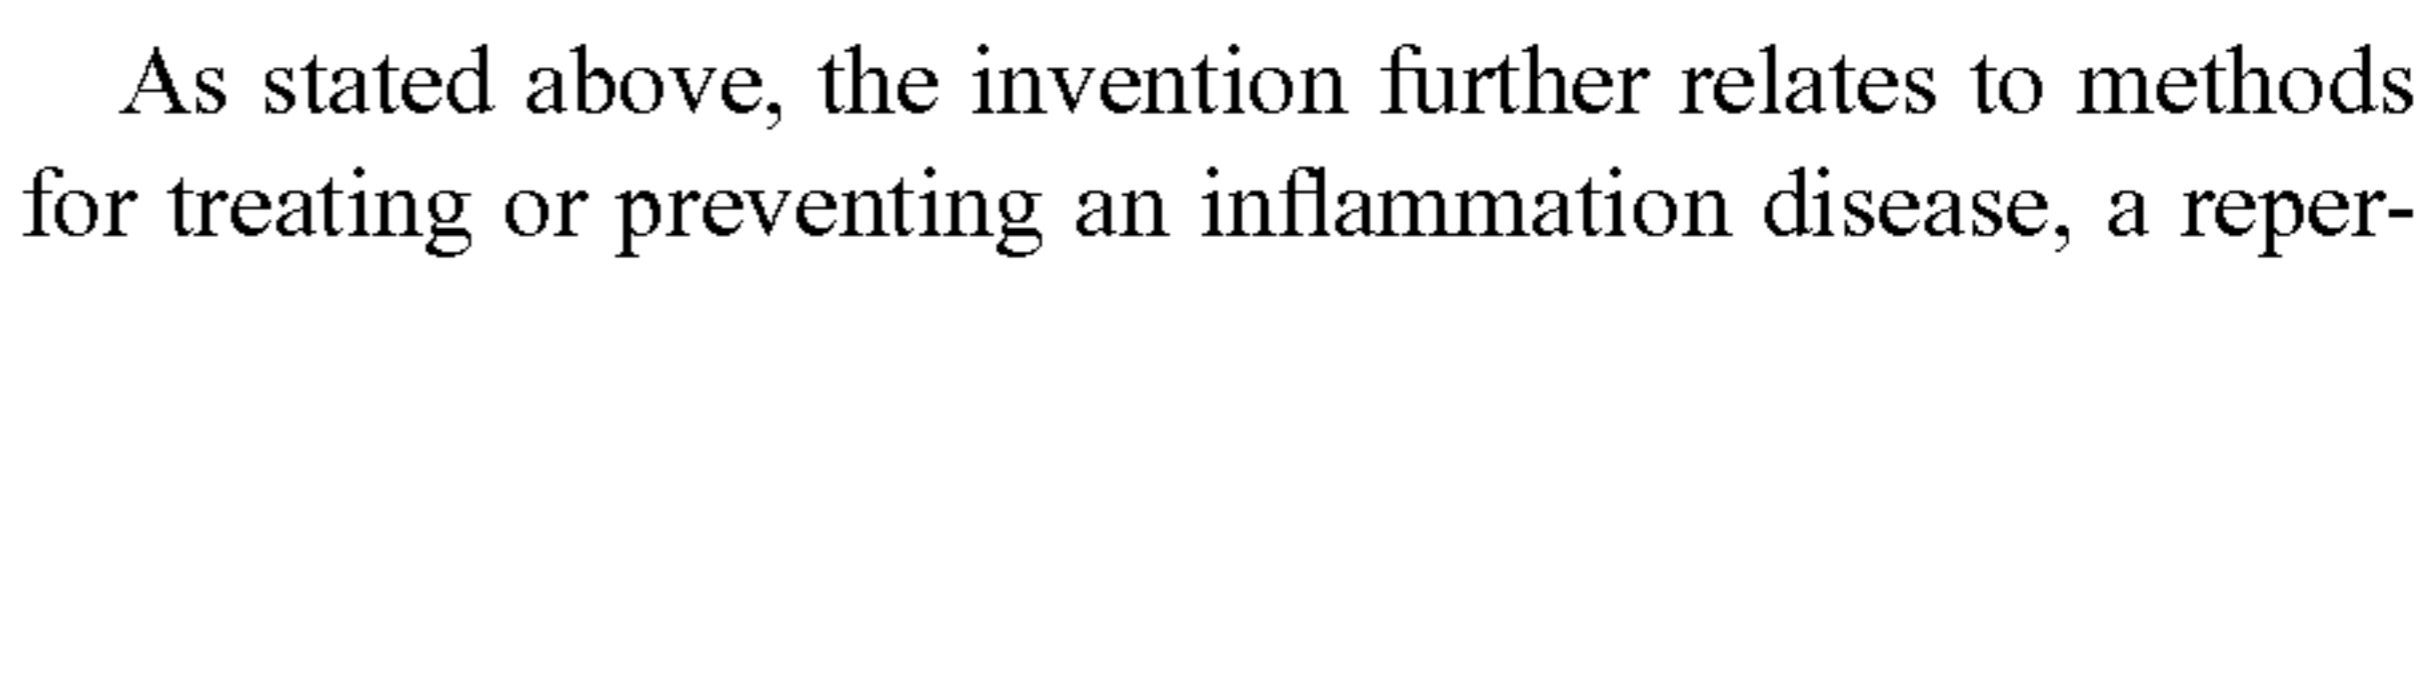 As stated above, the invention further relates to methods
for treating or preventing an inflammation disease, a reper-